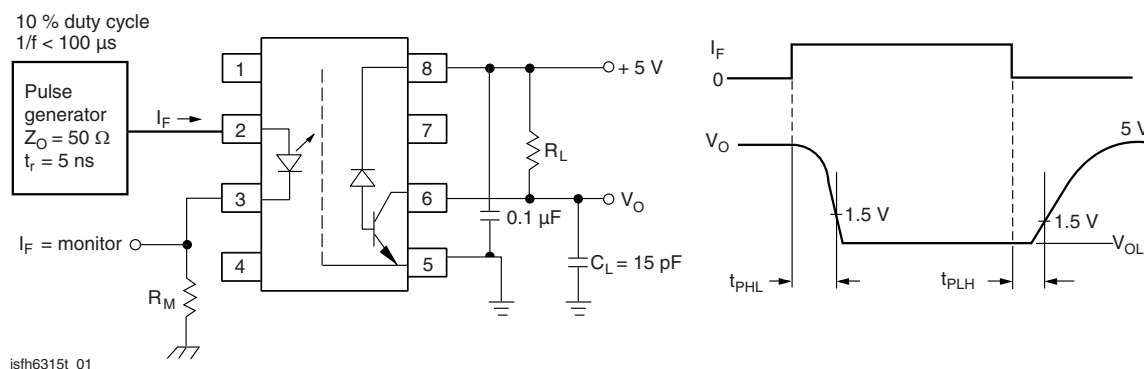 10 % duty cycle
1/f < 100 µs
Pulse
generator
Z_O = 50 Ω
t_r = 5 ns
I_F
1
2
3
4
8
7
6
5
+ 5 V
R_L
V_O
0.1 µF
C_L = 15 pF
I_F = monitor
R_M
isfh6315t_01
I_F
0
V_O
5 V
1.5 V
1.5 V
V_OL
t_PHL
t_PLH